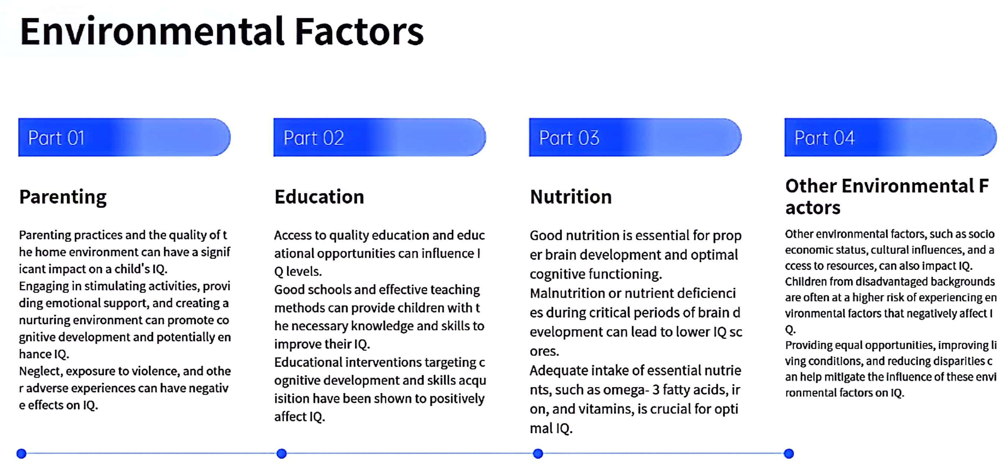 Environmental Factors
Part 01
Parenting
Parenting practices and the quality of t
he home environment can have a signif
icant impact on a child's IQ.
Engaging in stimulating activities, provi
ding emotional support, and creating a
nurturing environment can promote co
gnitive development and potentially en
hance IQ.
Neglect, exposure to violence, and othe
r adverse experiences can have negativ
e effects on IQ.
Part 02
Education
Access to quality education and educ
ational opportunities can influence I
Q levels.
Good schools and effective teaching
methods can provide children with t
he necessary knowledge and skills to
improve their IQ.
Educational interventions targeting c
ognitive development and skills acqu
isition have been shown to positively
affect IQ.
Part 03
Nutrition
Good nutrition is essential for prop
er brain development and optimal
cognitive functioning.
Malnutrition or nutrient deficienci
es during critical periods of brain d
evelopment can lead to lower IQ sc
ores.
Adequate intake of essential nutrie
nts, such as omega- 3 fatty acids, ir
on, and vitamins, is crucial for opti
mal IQ.
Part 04
Other Environmental F
actors
Other environmental factors, such as socio
economic status, cultural influences, and a
ccess to resources, can also impact IQ.
Children from disadvantaged backgrounds
are often at a higher risk of experiencing en
vironmental factors that negatively affect I
Q.
Providing equal opportunities, improving li
ving conditions, and reducing disparities c
an help mitigate the influence of these envi
ronmental factors on IQ.